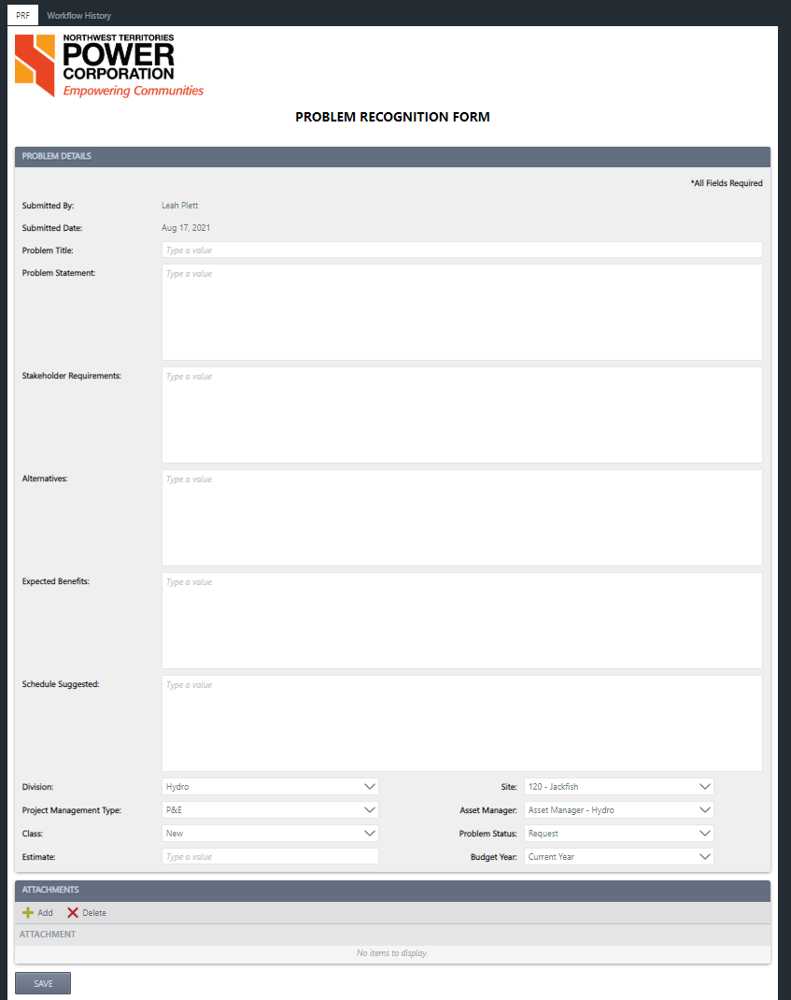 PRF Workflow History
NORTHWEST TERRITORIES
POWER
CORPORATION
Empowering Communities
PROBLEM RECOGNITION FORM
PROBLEM DETAILS
*All Fields Required
Submitted By: Leah Plett
Submitted Date: Aug 17, 2021
Problem Title: Type a value
Problem Statement: Type a value
Stakeholder Requirements: Type a value
Alternatives: Type a value
Expected Benefits: Type a value
Schedule Suggested: Type a value
Division: Hydro Site: 120 - Jackfish
Project Management Type: P&E Asset Manager: Asset Manager - Hydro
Class: New Problem Status: Request
Estimate: Type a value Budget Year: Current Year
ATTACHMENTS
Add Delete
ATTACHMENT
No items to display.
SAVE